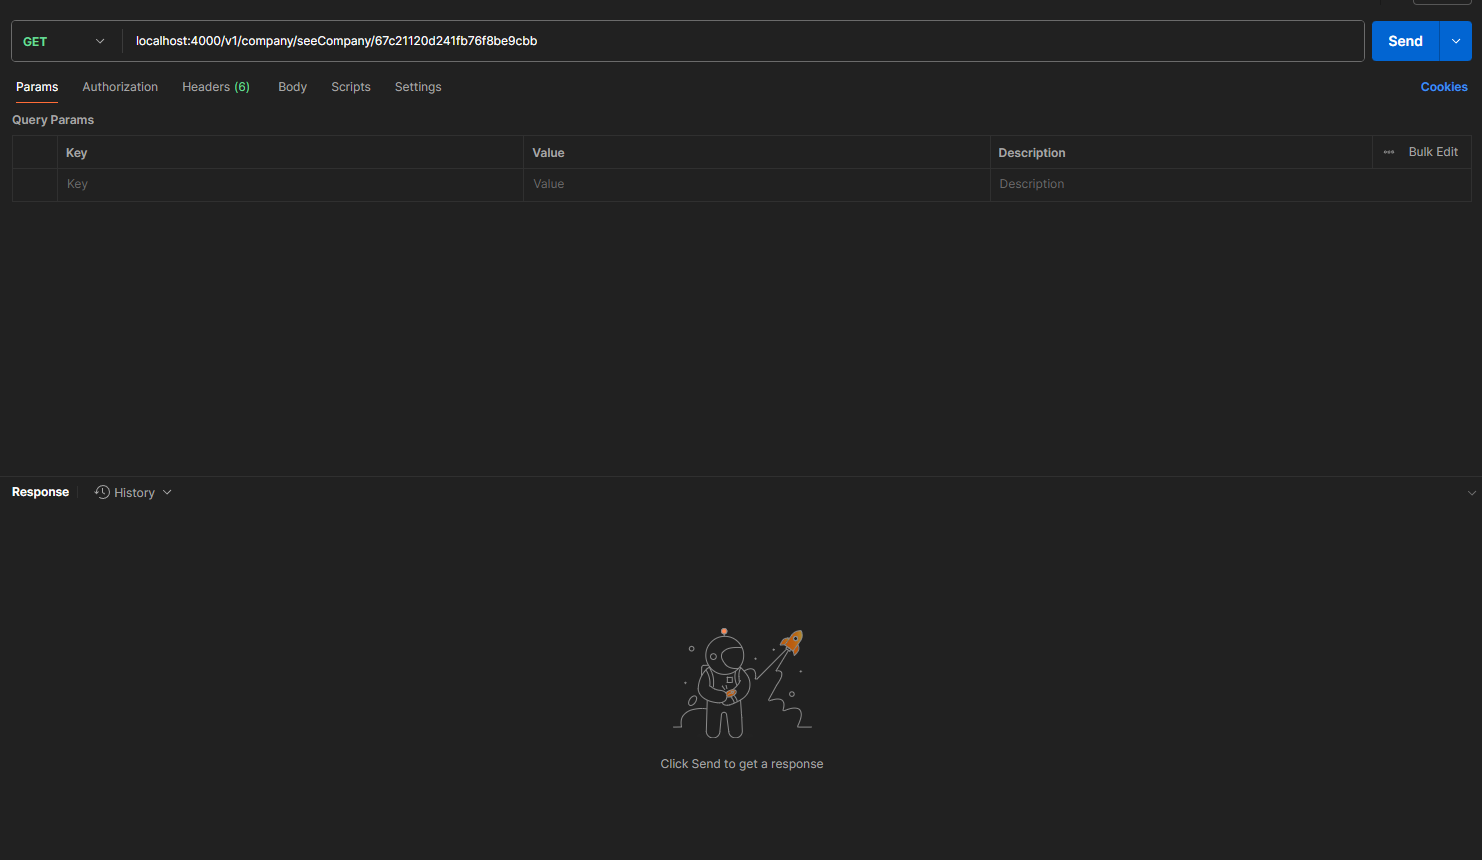 GET localhost:4000/v1/company/seeCompany/67c21120d241fb76f8be9cbb Send
Params Authorization Headers (6) Body Scripts Settings Cookies
Query Params
Key Value Description Bulk Edit
Key Value Description
Response History
Click Send to get a response